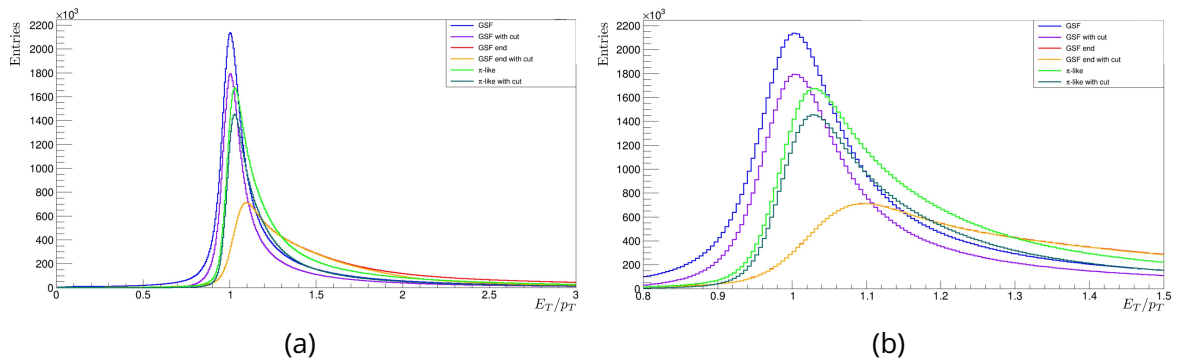 ×10³
Entries
2200
2000
1800
1600
1400
1200
1000
800
600
400
200
0
GSF
GSF with cut
GSF end
GSF end with cut
π-like
π-like with cut
0 0.5 1 1.5 2 2.5 3
E_T/p_T
(a)
×10³
Entries
2200
2000
1800
1600
1400
1200
1000
800
600
400
200
0
GSF
GSF with cut
GSF end
GSF end with cut
π-like
π-like with cut
0.8 0.9 1 1.1 1.2 1.3 1.4 1.5
E_T/p_T
(b)